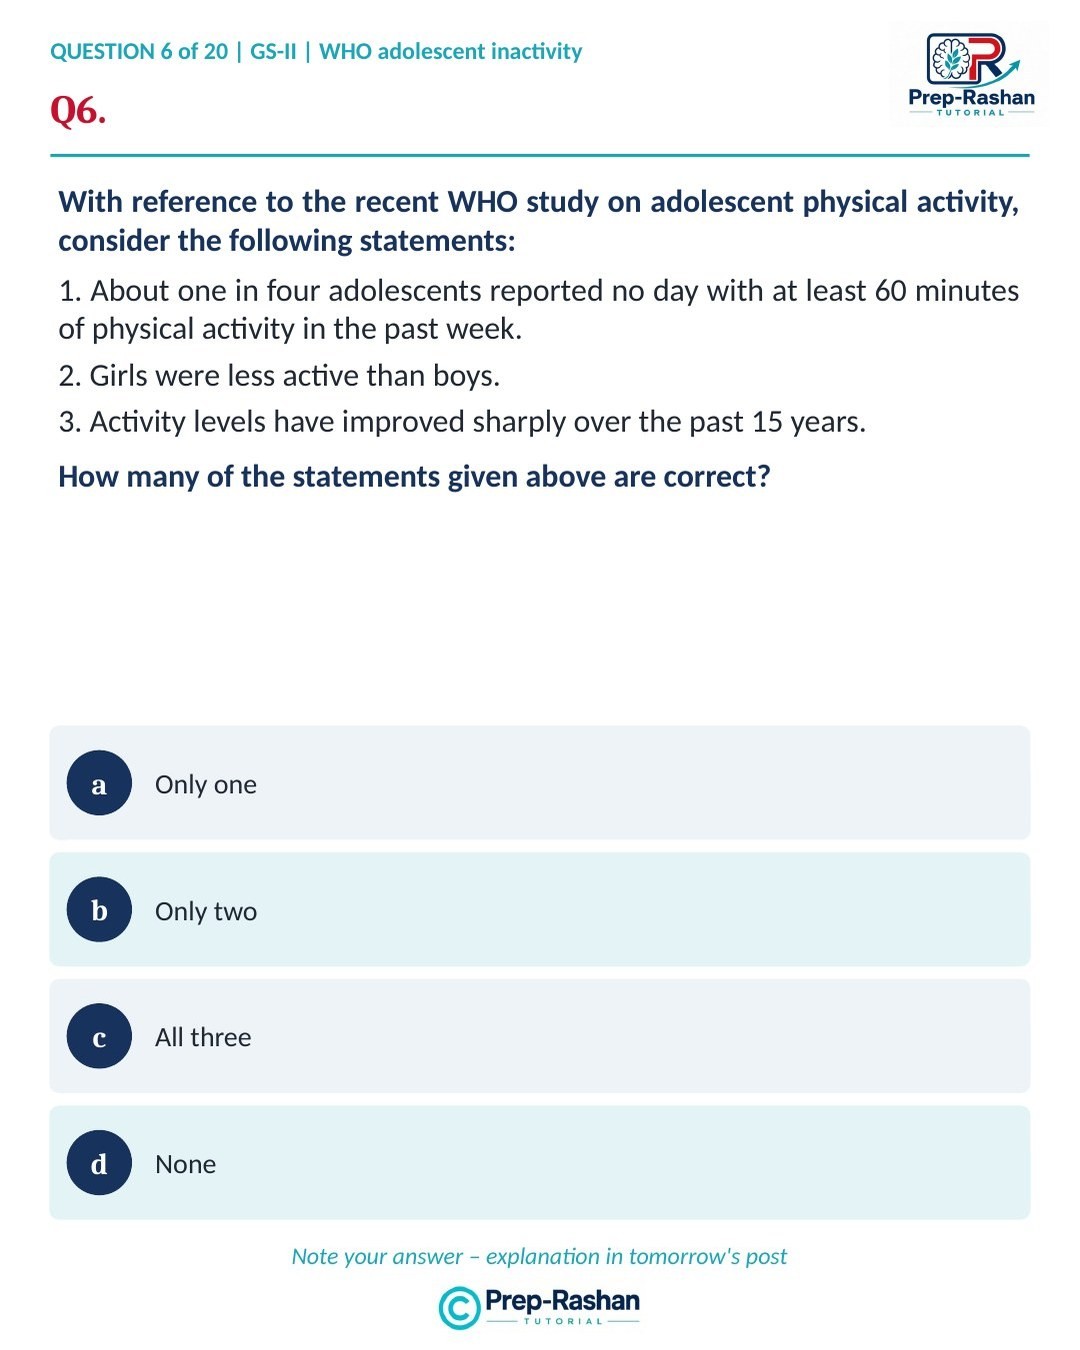 QUESTION 6 of 20 | GS-II | WHO adolescent inactivity
Prep-Rashan
TUTORIAL
Q6.
With reference to the recent WHO study on adolescent physical activity,
consider the following statements:
1. About one in four adolescents reported no day with at least 60 minutes
of physical activity in the past week.
2. Girls were less active than boys.
3. Activity levels have improved sharply over the past 15 years.
How many of the statements given above are correct?
a Only one
b Only two
c All three
d None
Note your answer – explanation in tomorrow's post
© Prep-Rashan
TUTORIAL